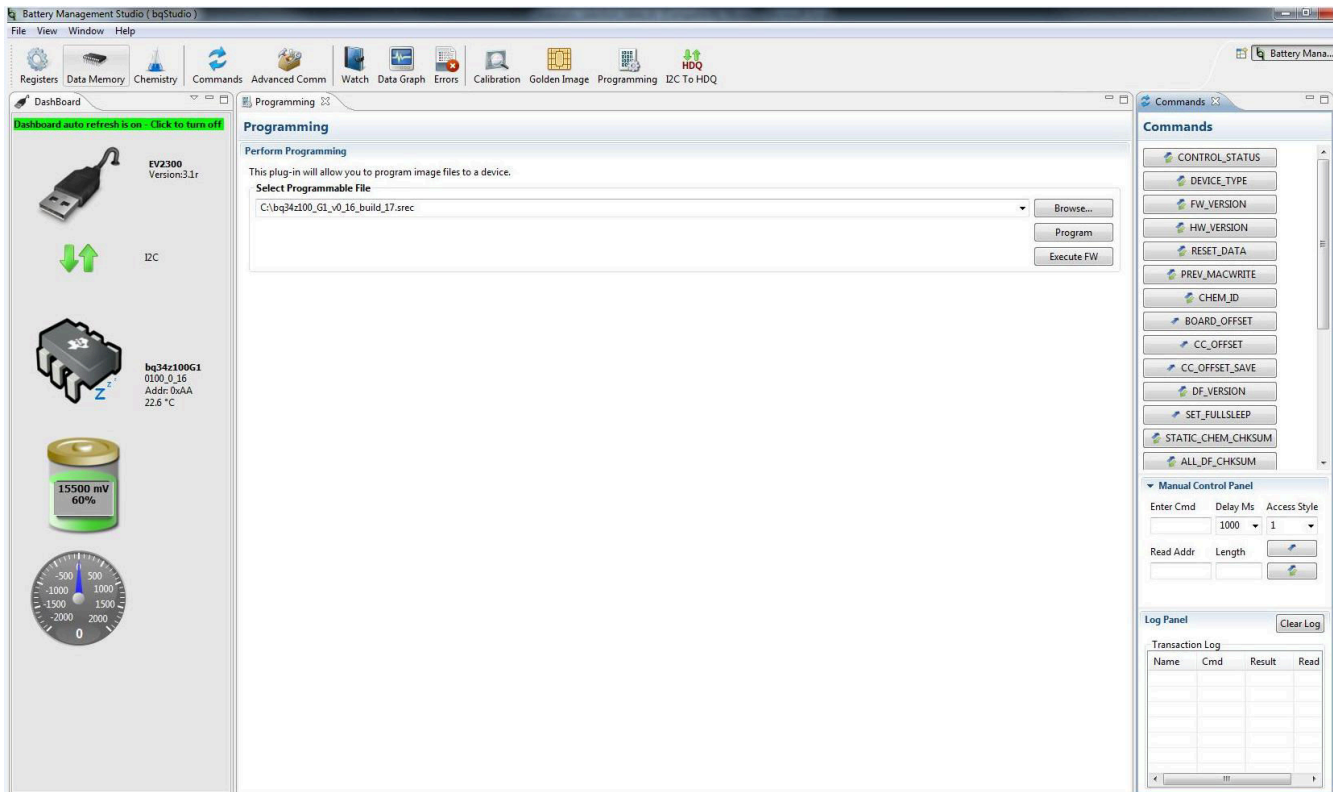 Battery Management Studio ( bqStudio )
File View Window Help
Registers Data Memory Chemistry Commands Advanced Comm Watch Data Graph Errors Calibration Golden Image Programming I2C To HDQ
HDQ
Battery Mana...
DashBoard
Dashboard auto refresh is on - Click to turn off
EV2300
Version:3.1r
I2C
bq34z100G1
0100_0_16
Addr: 0xAA
22.6 °C
z z z
15500 mV
60%
-500 500
-1000 1000
-1500 1500
-2000 2000
0
Programming
Programming
Perform Programming
This plug-in will allow you to program image files to a device.
Select Programmable File
C:\bq34z100_G1_v0_16_build_17.srec
Browse...
Program
Execute FW
Commands
Commands
CONTROL_STATUS
DEVICE_TYPE
FW_VERSION
HW_VERSION
RESET_DATA
PREV_MACWRITE
CHEM_ID
BOARD_OFFSET
CC_OFFSET
CC_OFFSET_SAVE
DF_VERSION
SET_FULLSLEEP
STATIC_CHEM_CHKSUM
ALL_DF_CHKSUM
Manual Control Panel
Enter Cmd Delay Ms Access Style
1000 1
Read Addr Length
Log Panel
Clear Log
Transaction Log
Name Cmd Result Read